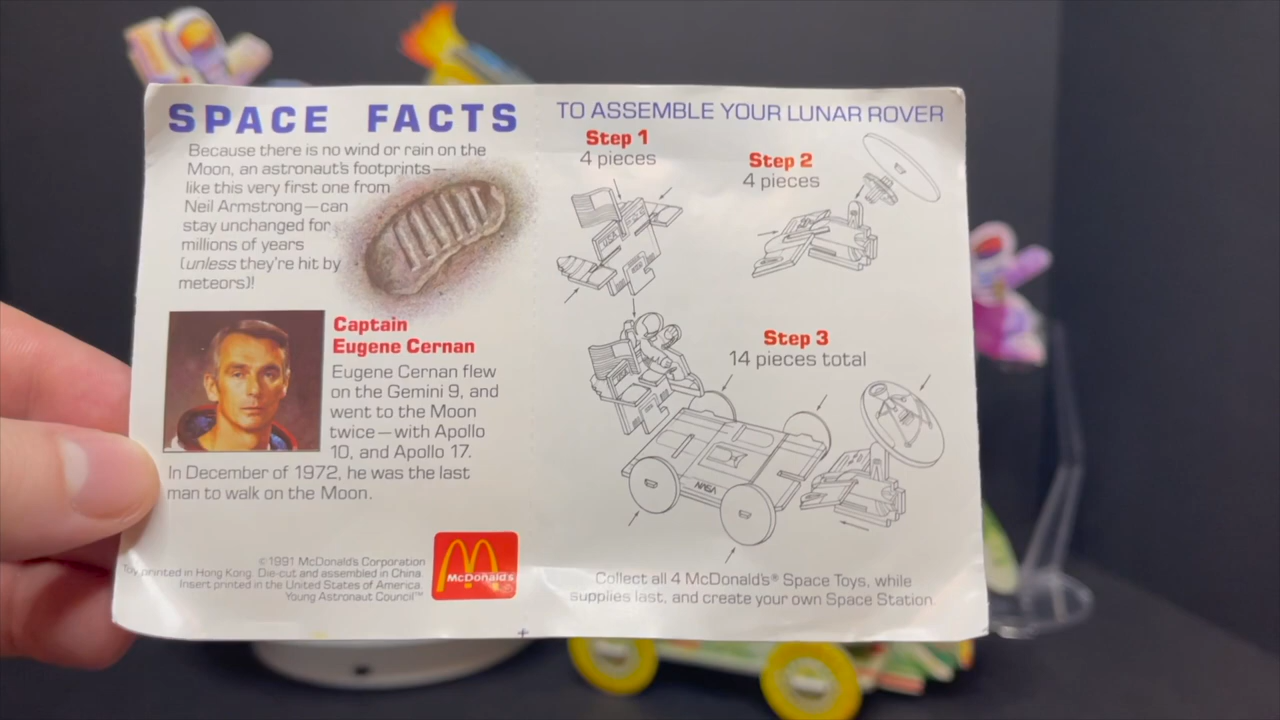 SPACE FACTS
Because there is no wind or rain on the
Moon, an astronaut's footprints—
like this very first one from
Neil Armstrong—can
stay unchanged for
millions of years
(unless they're hit by
meteors)!
Captain
Eugene Cernan
Eugene Cernan flew
on the Gemini 9, and
went to the Moon
twice—with Apollo
10, and Apollo 17.
In December of 1972, he was the last
man to walk on the Moon.
© 1991 McDonald's Corporation
Toy printed in Hong Kong. Die-cut and assembled in China.
Insert printed in the United States of America.
Young Astronaut Council™
McDonald's®
TO ASSEMBLE YOUR LUNAR ROVER
Step 1
4 pieces
Step 2
4 pieces
Step 3
14 pieces total
NASA
Collect all 4 McDonald's® Space Toys, while
supplies last, and create your own Space Station.